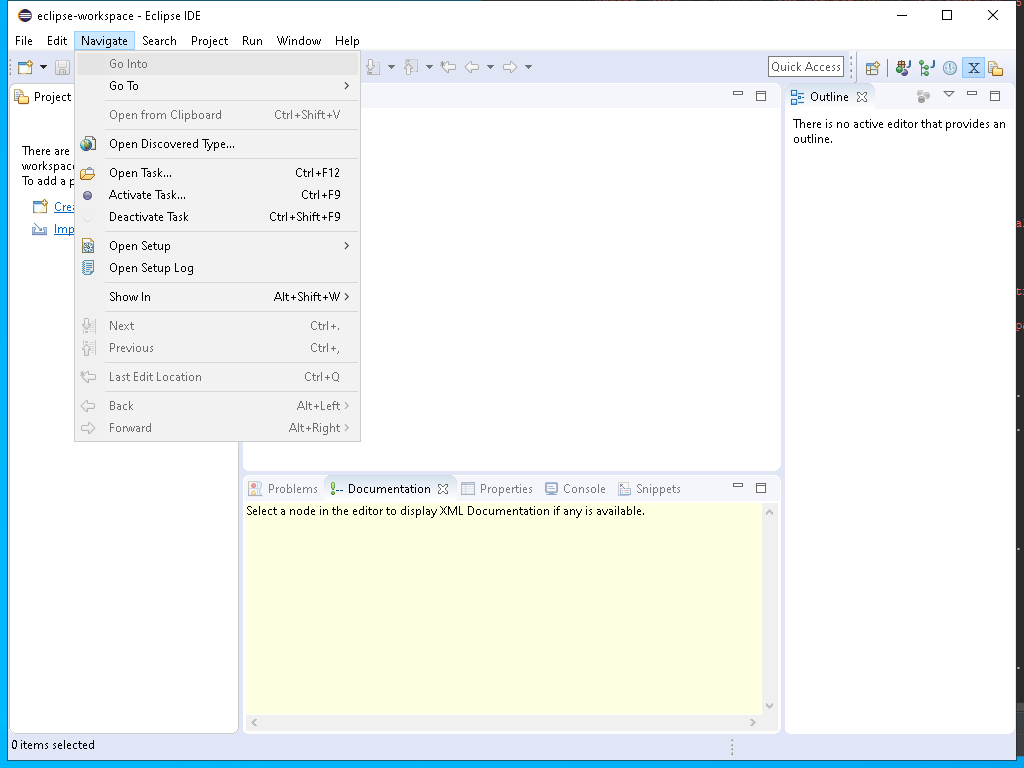 eclipse-workspace - Eclipse IDE
File Edit Navigate Search Project Run Window Help
Quick Access
Go Into
Go To
Open from Clipboard Ctrl+Shift+V
Open Discovered Type...
Open Task... Ctrl+F12
Activate Task... Ctrl+F9
Deactivate Task Ctrl+Shift+F9
Open Setup
Open Setup Log
Show In Alt+Shift+W
Next Ctrl+.
Previous Ctrl+,
Last Edit Location Ctrl+Q
Back Alt+Left
Forward Alt+Right
Project
There are
To add a
Outline
There is no active editor that provides an
outline.
Problems Documentation Properties Console Snippets
Select a node in the editor to display XML Documentation if any is available.
0 items selected